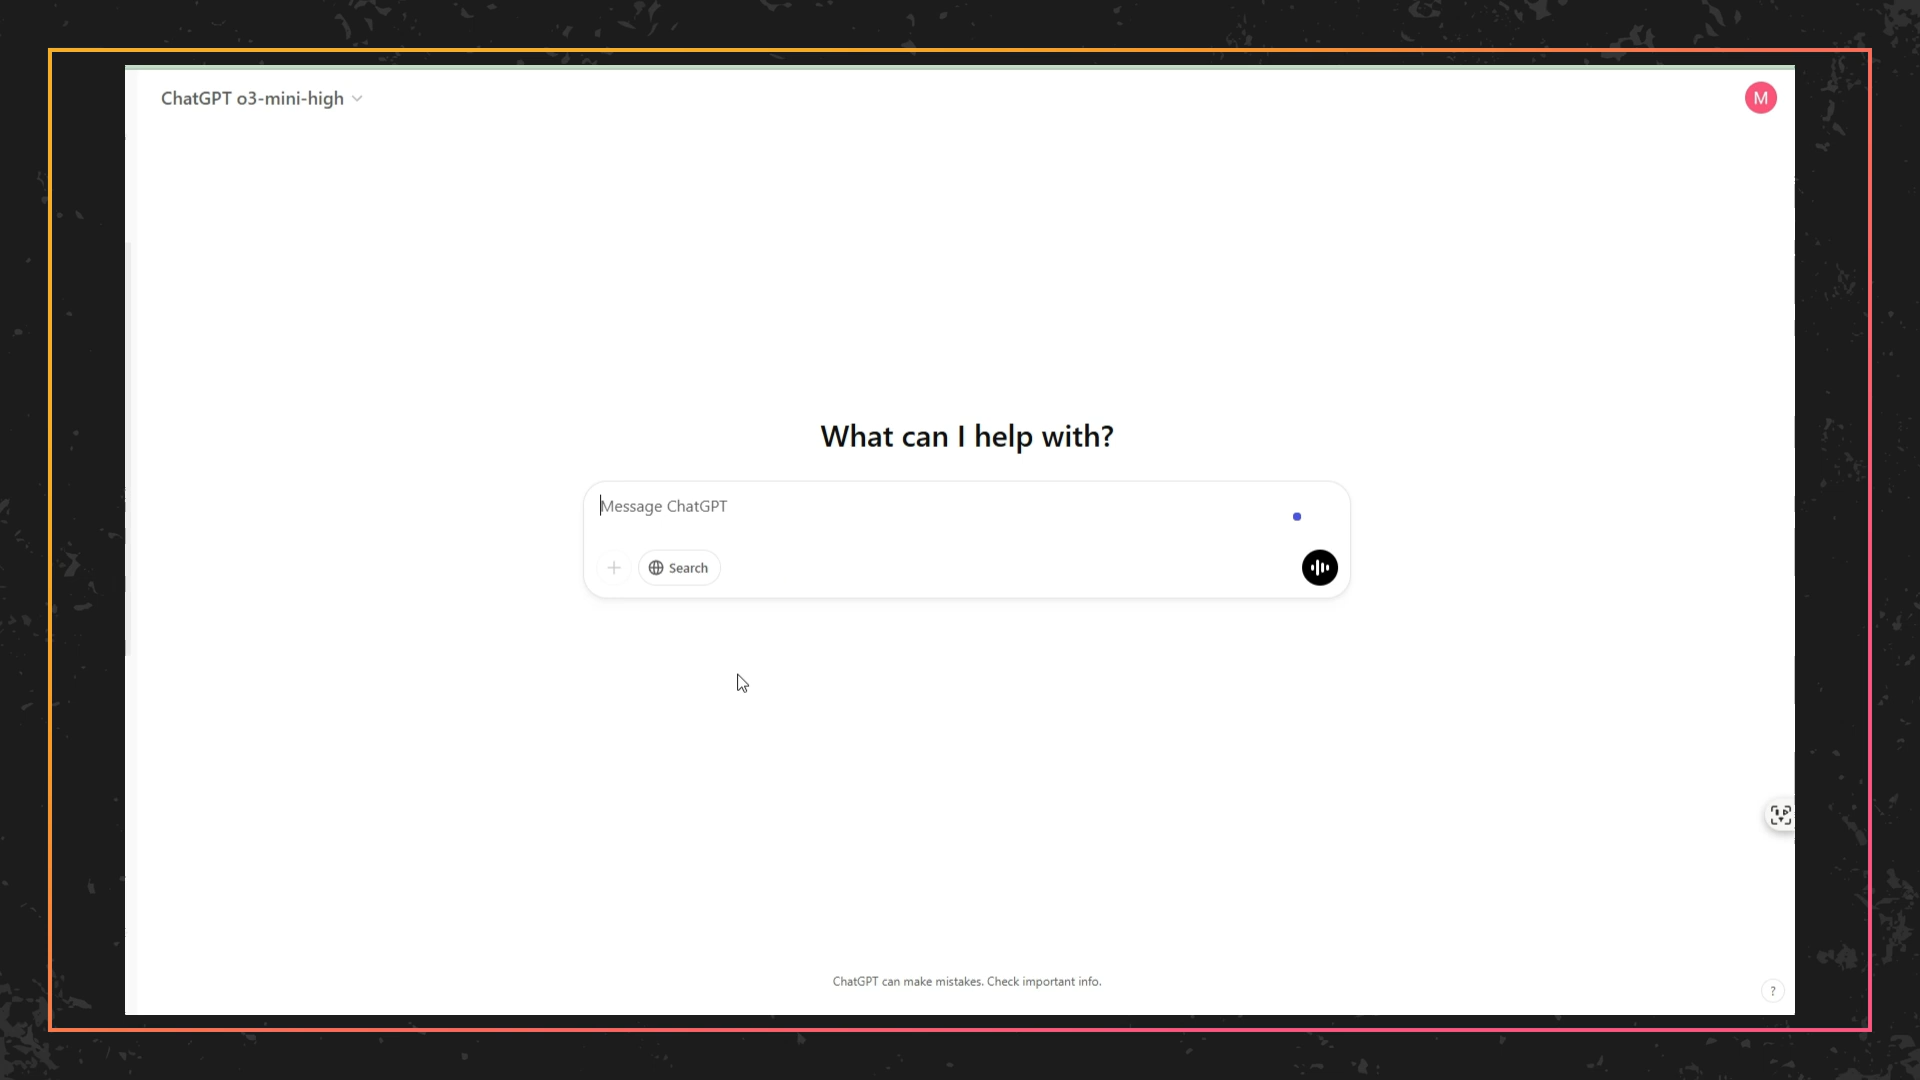 ChatGPT o3-mini-high
M
What can I help with?
Message ChatGPT
Search
ChatGPT can make mistakes. Check important info.
?